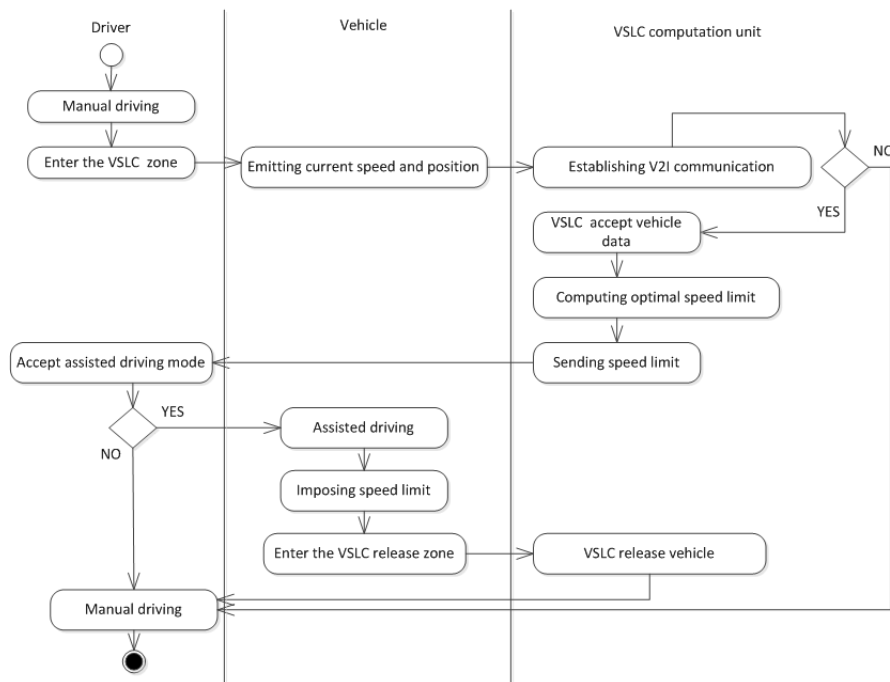 Driver
Vehicle
VSLC computation unit
Manual driving
Enter the VSLC zone
Emitting current speed and position
Establishing V2I communication
NO
YES
VSLC accept vehicle
data
Computing optimal speed limit
Accept assisted driving mode
Sending speed limit
YES
NO
Assisted driving
Imposing speed limit
Enter the VSLC release zone
VSLC release vehicle
Manual driving